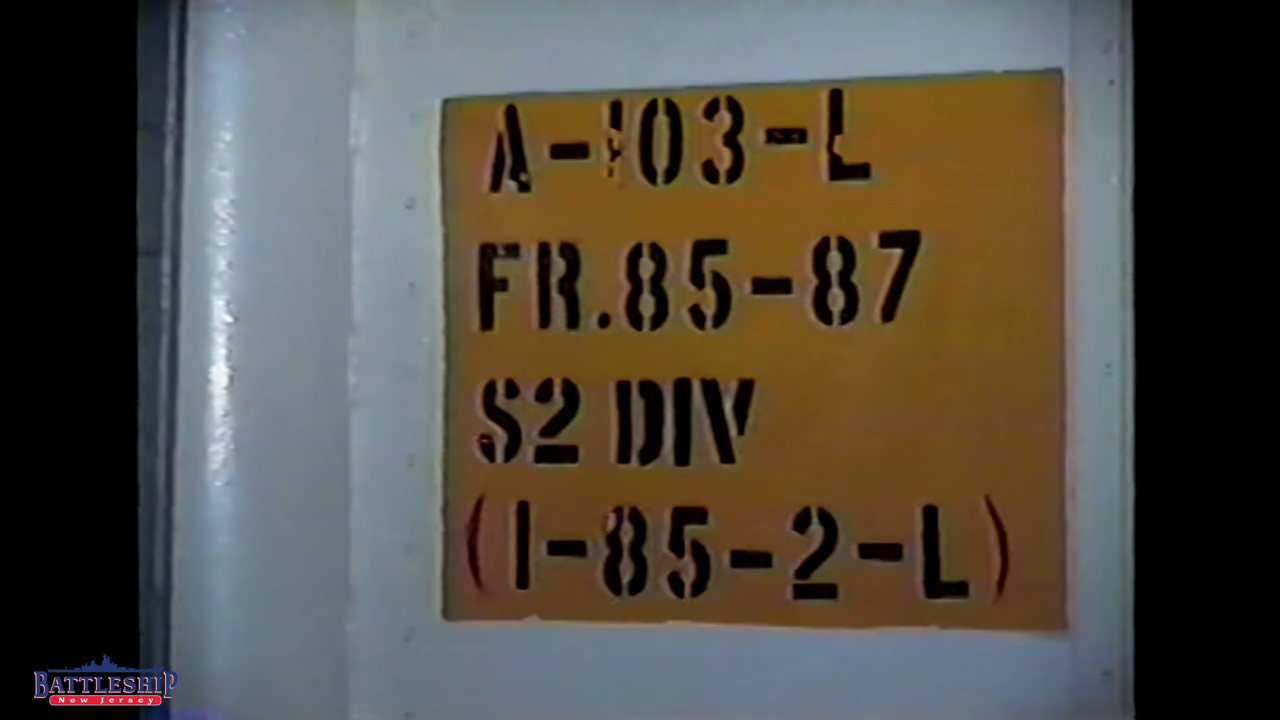 A-103-L
FR.85-87
S2 DIV
(1-85-2-L)
BATTLESHIP
New Jersey